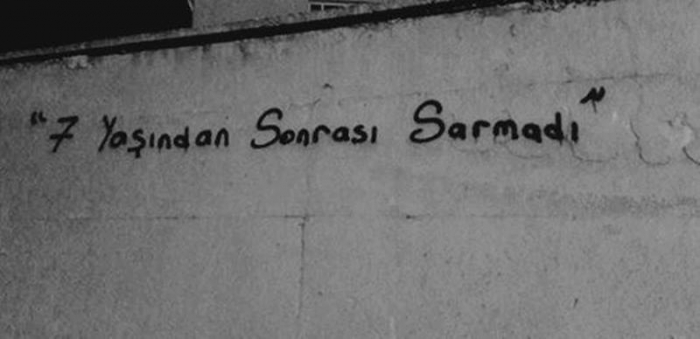 "7 Yaşından Sonrası Sarmadı"